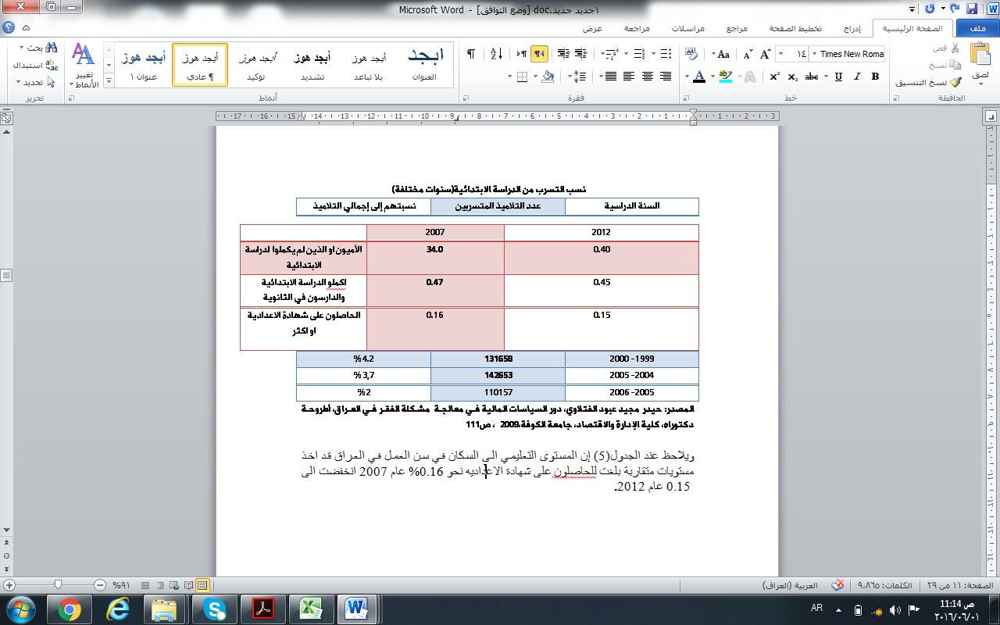 ١جديد جديد.doc [وضع التوافق] - Microsoft Word
ملف الصفحة الرئيسية إدراج تخطيط الصفحة مراجع مراسلات مراجعة عرض
لصق
قص
نسخ
نسخ التنسيق
الحافظة
Times New Roma ١٤
خط
فقرة
أبجد هوز
¶ عادي
أبجد هوز
توكيد
أبجد هوز
تشديد
أبجد هوز
بلا تباعد
ابجد
العنوان
أبجد هوز
عنوان ١
تغيير الأنماط
أنماط
بحث
استبدال
تحديد
تحرير
نسب التسرب من الدراسة الابتدائية(سنوات مختلفة)
السنة الدراسية عدد التلاميذ المتسربين نسبتهم إلى إجمالي التلاميذ
2012 2007
0.40 34.0 الأميون او الذين لم يكملوا لدراسة
الابتدائية
0.45 0.47 اكملو الدراسة الابتدائية
والدارسون في الثانوية
0.15 0.16 الحاصلون على شهادة الاعدادية
او اكثر
1999- 2000 131658 %4.2
2004- 2005 142653 %3,7
2005- 2006 110157 %2
المصدر: حيدر مجيد عبود الفتلاوي، دور السياسات المالية في معالجة مشكلة الفقر في العراق، أطروحة
دكتوراه، كلية الإدارة والاقتصاد، جامعة الكوفة،2009 ، ص111
ويلاحظ عند الجدول(5) إن المستوى التعليمي الى السكان في سن العمل في العراق قد اخذ
مستويات متقاربة بلغت للحاصلون على شهادة الاعداديه نحو 0.16% عام 2007 انخفضت الى
0.15 عام 2012.
الصفحة: ١١ من ٢٩ الكلمات: ٩،٨٦٥ العربية (العراق) %٩١
AR
11:14 ص
٢٠١٦/٠٦/٠١